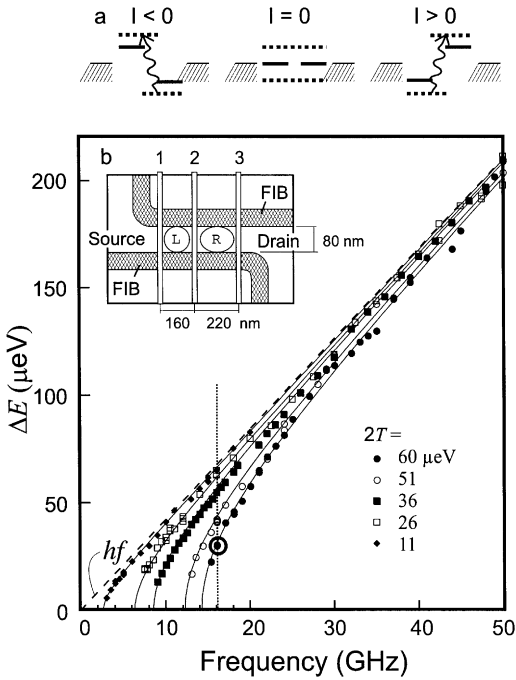 a
I < 0
I = 0
I > 0
b
1
2
3
FIB
Source
L
R
Drain
80 nm
FIB
160
220
nm
200
150
100
50
0
ΔE (μeV)
2T =
60 μeV
51
36
26
11
hf
0
10
20
30
40
50
Frequency (GHz)